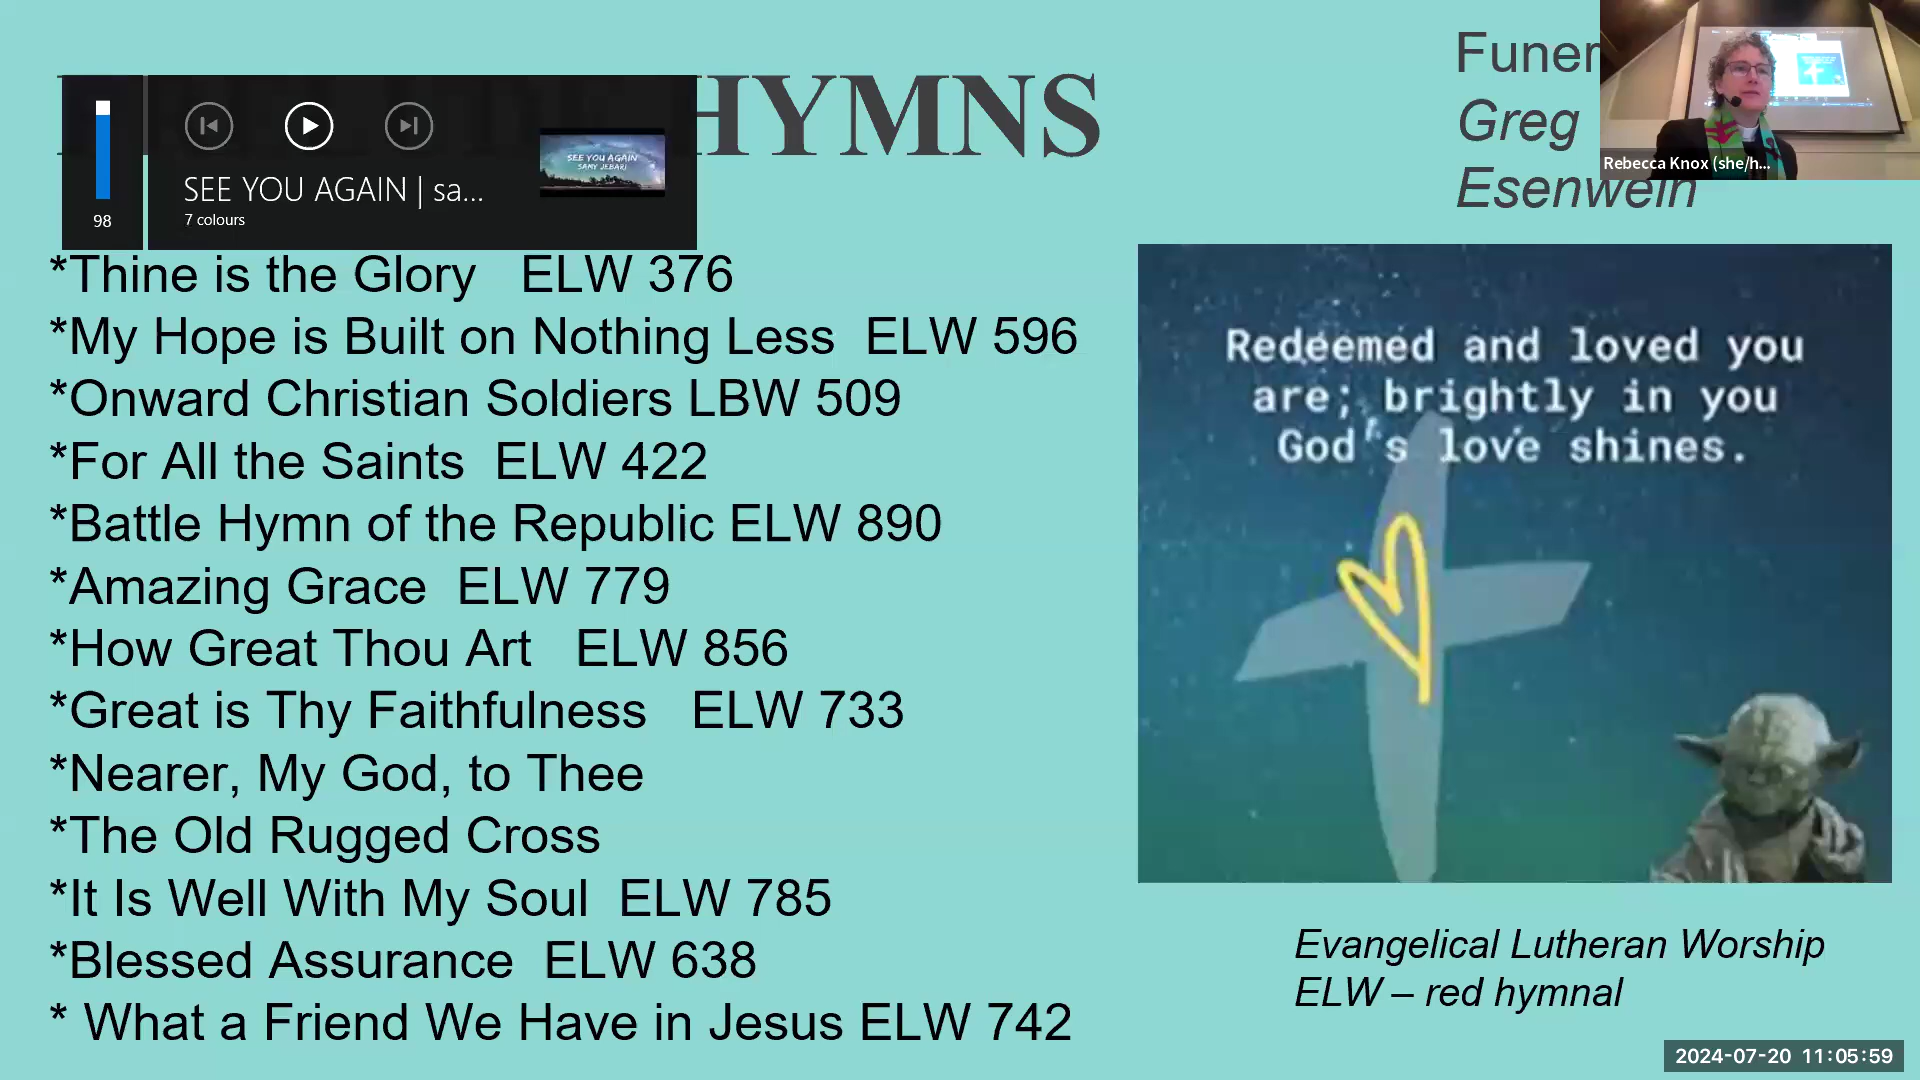 HYMNS
98
SEE YOU AGAIN | sa...
7 colours
SEE YOU AGAIN
SAMY JEBARI
Funer
Greg
Esenwein
Rebecca Knox (she/h...
*Thine is the Glory ELW 376
*My Hope is Built on Nothing Less ELW 596
*Onward Christian Soldiers LBW 509
*For All the Saints ELW 422
*Battle Hymn of the Republic ELW 890
*Amazing Grace ELW 779
*How Great Thou Art ELW 856
*Great is Thy Faithfulness ELW 733
*Nearer, My God, to Thee
*The Old Rugged Cross
*It Is Well With My Soul ELW 785
*Blessed Assurance ELW 638
* What a Friend We Have in Jesus ELW 742
Redeemed and loved you
are; brightly in you
God's love shines.
Evangelical Lutheran Worship
ELW – red hymnal
2024-07-20 11:05:59